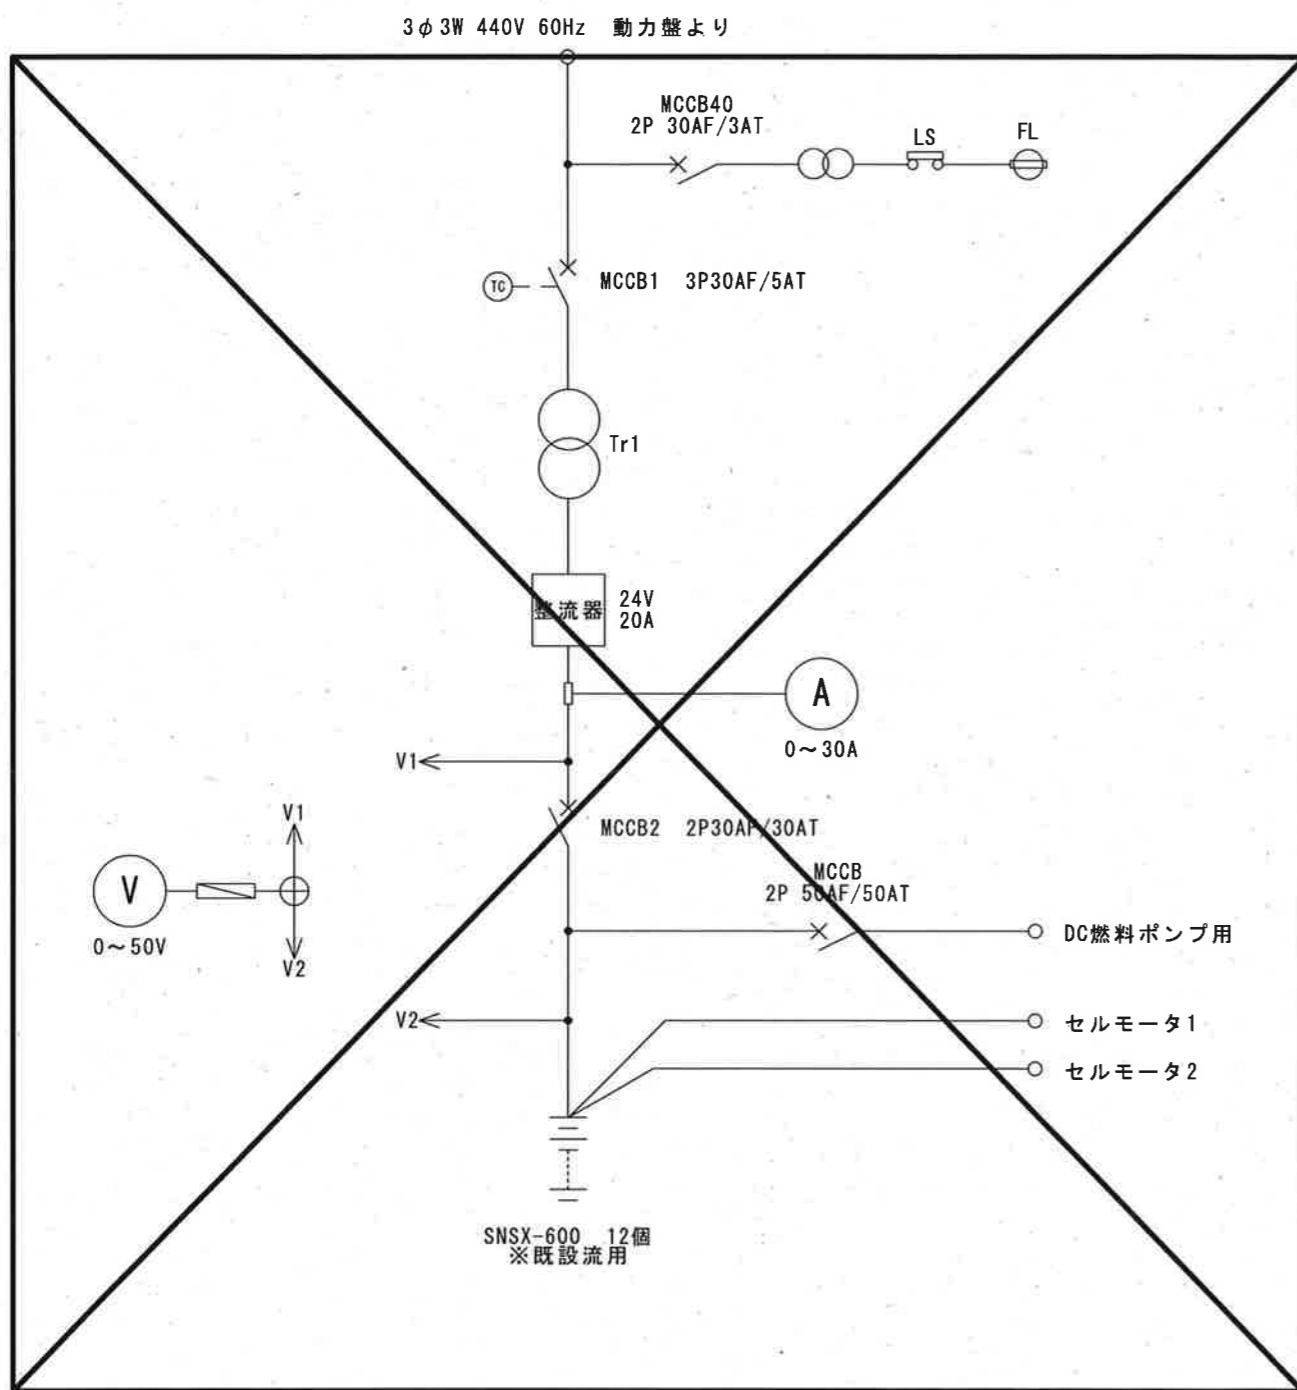 3φ3W 440V 60Hz 動力盤より
MCCB40
2P 30AF/3AT
LS
FL
TC
MCCB1 3P30AF/5AT
Tr1
整流器
24V
20A
A
0～30A
V1
MCCB2 2P30AF/30AT
V1
V
0～50V
V2
MCCB
2P 50AF/50AT
DC燃料ポンプ用
V2
セルモータ1
セルモータ2
SNSX-600 12個
※既設流用